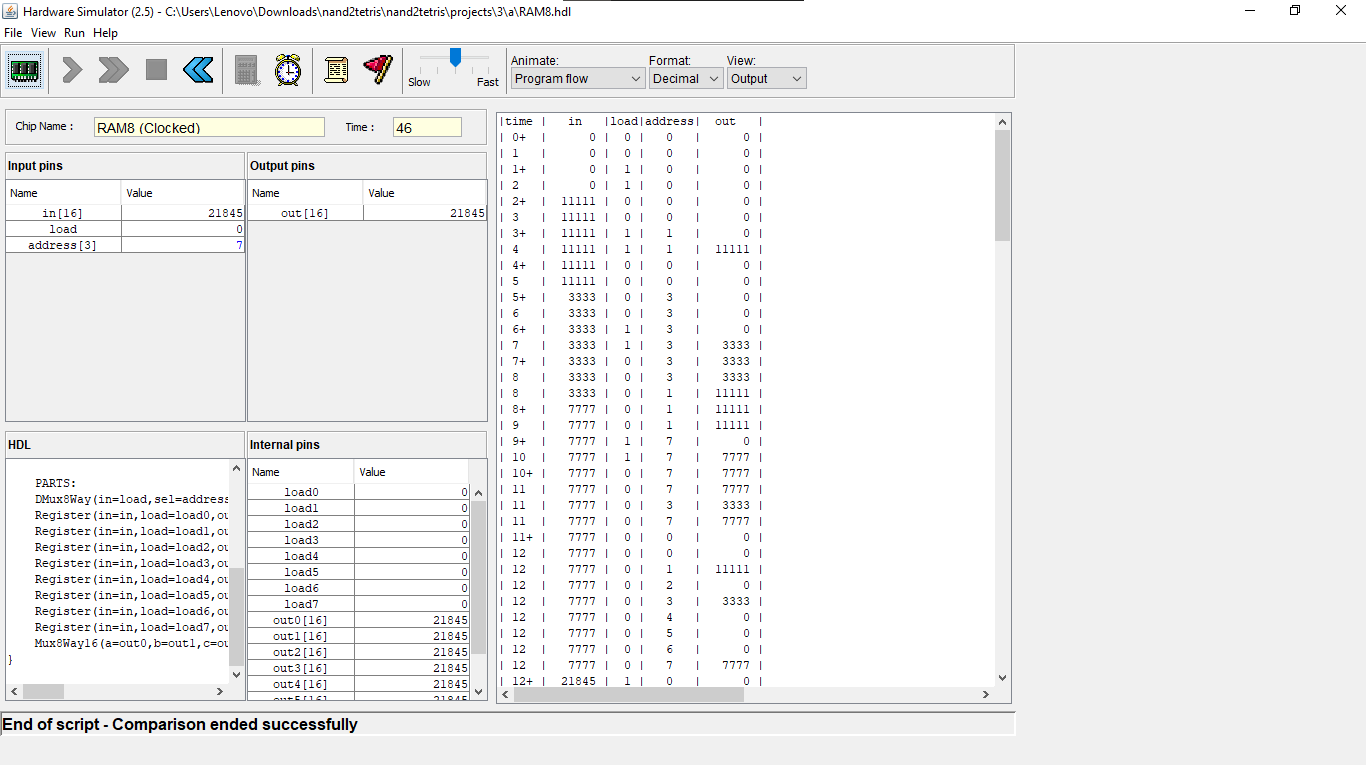 Hardware Simulator (2.5) - C:\Users\Lenovo\Downloads\nand2tetris\nand2tetris\projects\3\a\RAM8.hdl
File View Run Help
Slow Fast
Animate: Format: View:
Program flow Decimal Output
Chip Name : RAM8 (Clocked) Time : 46
Input pins
Name Value
in[16] 21845
load 0
address[3] 7
Output pins
Name Value
out[16] 21845
HDL
PARTS:
DMux8Way(in=load,sel=address
Register(in=in,load=load0,ou
Register(in=in,load=load1,ou
Register(in=in,load=load2,ou
Register(in=in,load=load3,ou
Register(in=in,load=load4,ou
Register(in=in,load=load5,ou
Register(in=in,load=load6,ou
Register(in=in,load=load7,ou
Mux8Way16(a=out0,b=out1,c=ou
}
Internal pins
Name Value
load0 0
load1 0
load2 0
load3 0
load4 0
load5 0
load6 0
load7 0
out0[16] 21845
out1[16] 21845
out2[16] 21845
out3[16] 21845
out4[16] 21845
out5[16] 21845
|time | in |load|address| out |
| 0+ | 0 | 0 | 0 | 0 |
| 1 | 0 | 0 | 0 | 0 |
| 1+ | 0 | 1 | 0 | 0 |
| 2 | 0 | 1 | 0 | 0 |
| 2+ | 11111 | 0 | 0 | 0 |
| 3 | 11111 | 0 | 0 | 0 |
| 3+ | 11111 | 1 | 1 | 0 |
| 4 | 11111 | 1 | 1 | 11111 |
| 4+ | 11111 | 0 | 0 | 0 |
| 5 | 11111 | 0 | 0 | 0 |
| 5+ | 3333 | 0 | 3 | 0 |
| 6 | 3333 | 0 | 3 | 0 |
| 6+ | 3333 | 1 | 3 | 0 |
| 7 | 3333 | 1 | 3 | 3333 |
| 7+ | 3333 | 0 | 3 | 3333 |
| 8 | 3333 | 0 | 3 | 3333 |
| 8 | 3333 | 0 | 1 | 11111 |
| 8+ | 7777 | 0 | 1 | 11111 |
| 9 | 7777 | 0 | 1 | 11111 |
| 9+ | 7777 | 1 | 7 | 0 |
| 10 | 7777 | 1 | 7 | 7777 |
| 10+ | 7777 | 0 | 7 | 7777 |
| 11 | 7777 | 0 | 7 | 7777 |
| 11 | 7777 | 0 | 3 | 3333 |
| 11 | 7777 | 0 | 7 | 7777 |
| 11+ | 7777 | 0 | 0 | 0 |
| 12 | 7777 | 0 | 0 | 0 |
| 12 | 7777 | 0 | 1 | 11111 |
| 12 | 7777 | 0 | 2 | 0 |
| 12 | 7777 | 0 | 3 | 3333 |
| 12 | 7777 | 0 | 4 | 0 |
| 12 | 7777 | 0 | 5 | 0 |
| 12 | 7777 | 0 | 6 | 0 |
| 12 | 7777 | 0 | 7 | 7777 |
| 12+ | 21845 | 1 | 0 | 0 |
End of script - Comparison ended successfully